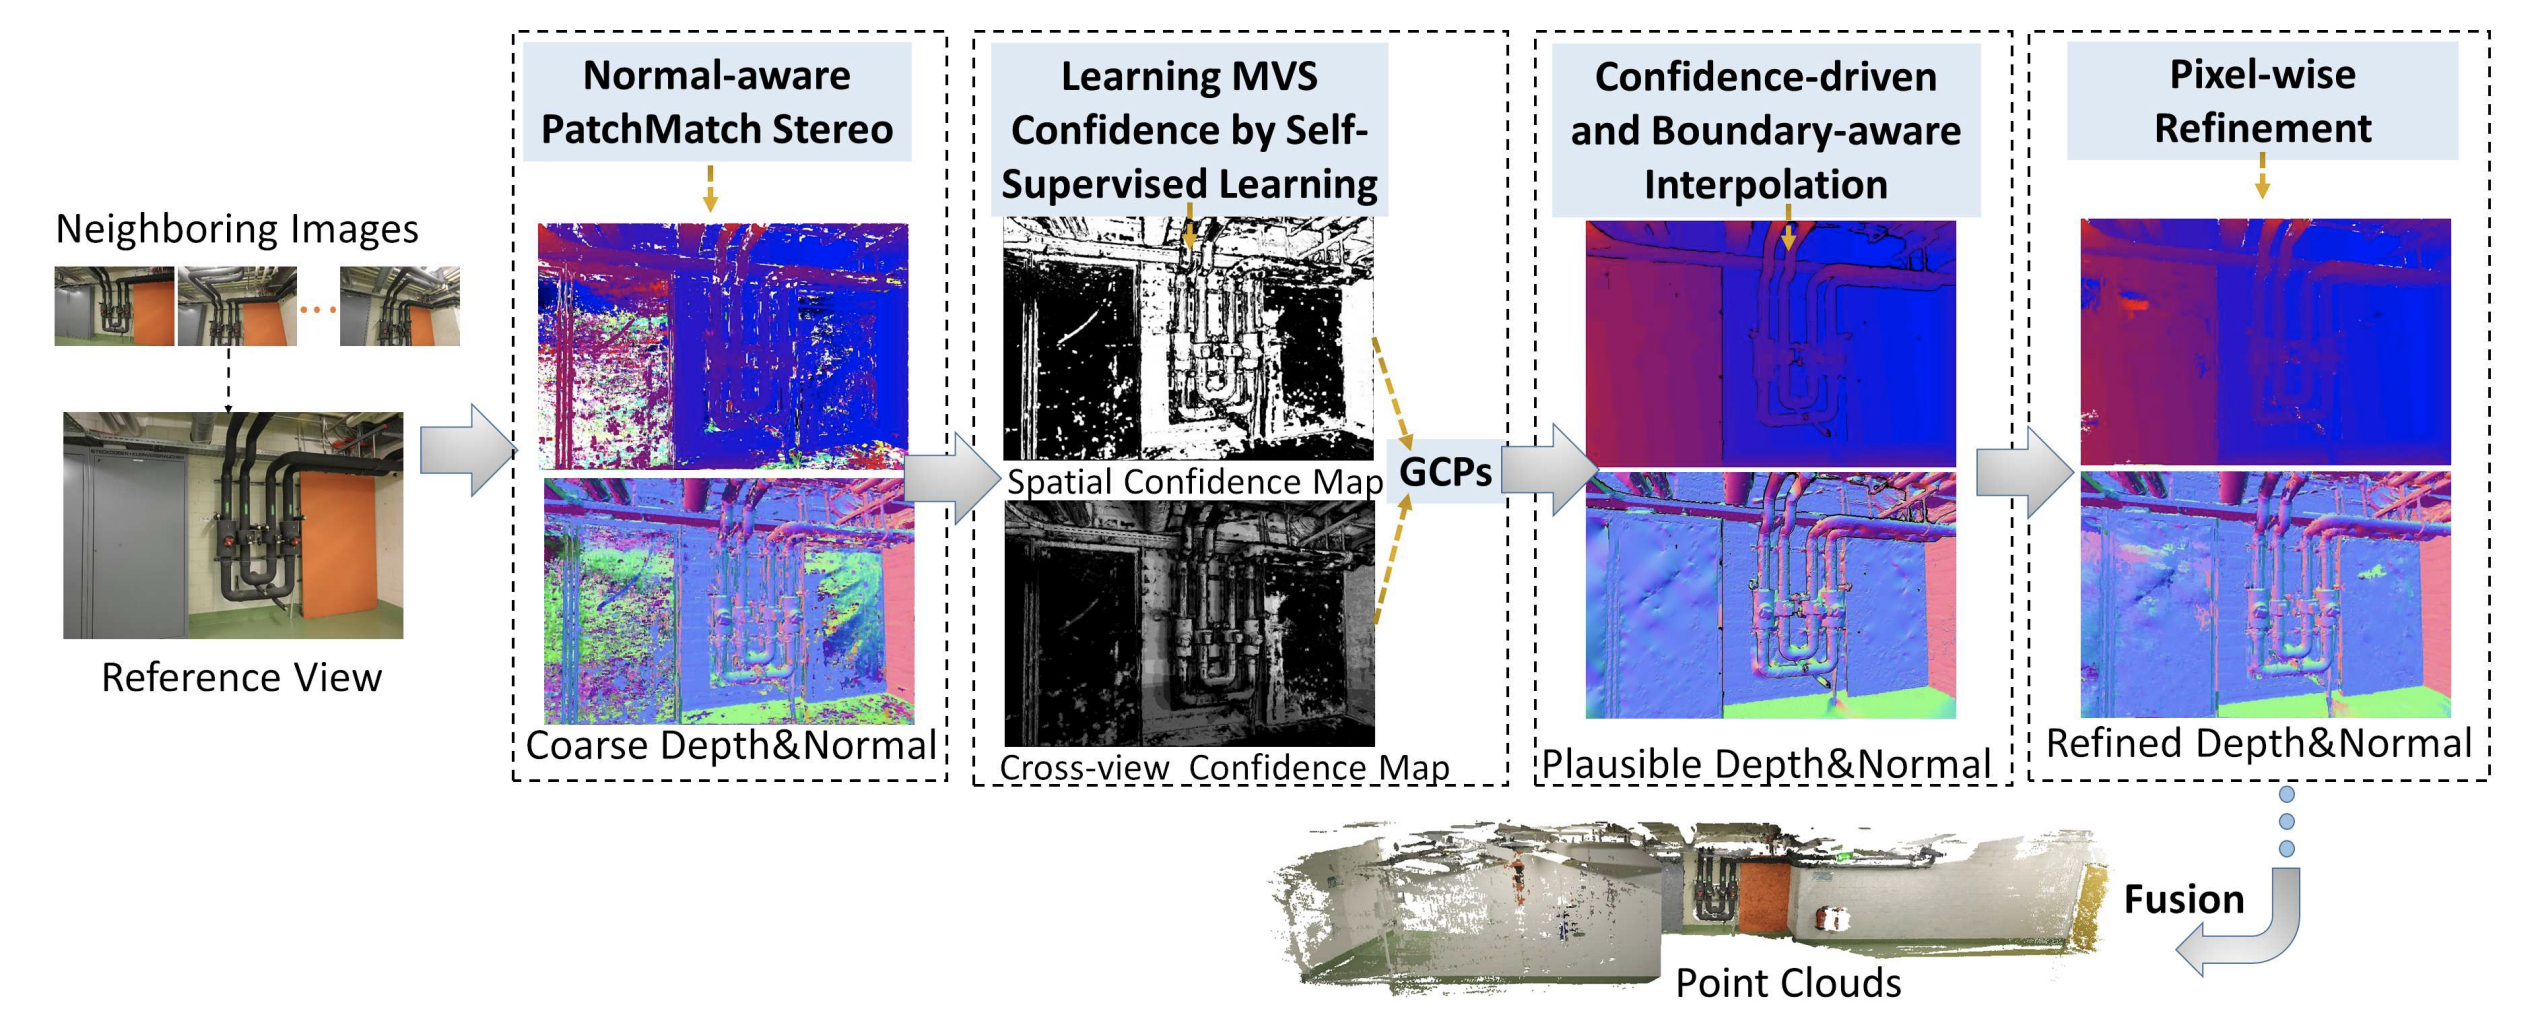 Neighboring Images
Reference View
Normal-aware
PatchMatch Stereo
Coarse Depth&Normal
Learning MVS
Confidence by Self-
Supervised Learning
Spatial Confidence Map
GCPs
Cross-view Confidence Map
Confidence-driven
and Boundary-aware
Interpolation
Plausible Depth&Normal
Pixel-wise
Refinement
Refined Depth&Normal
Fusion
Point Clouds